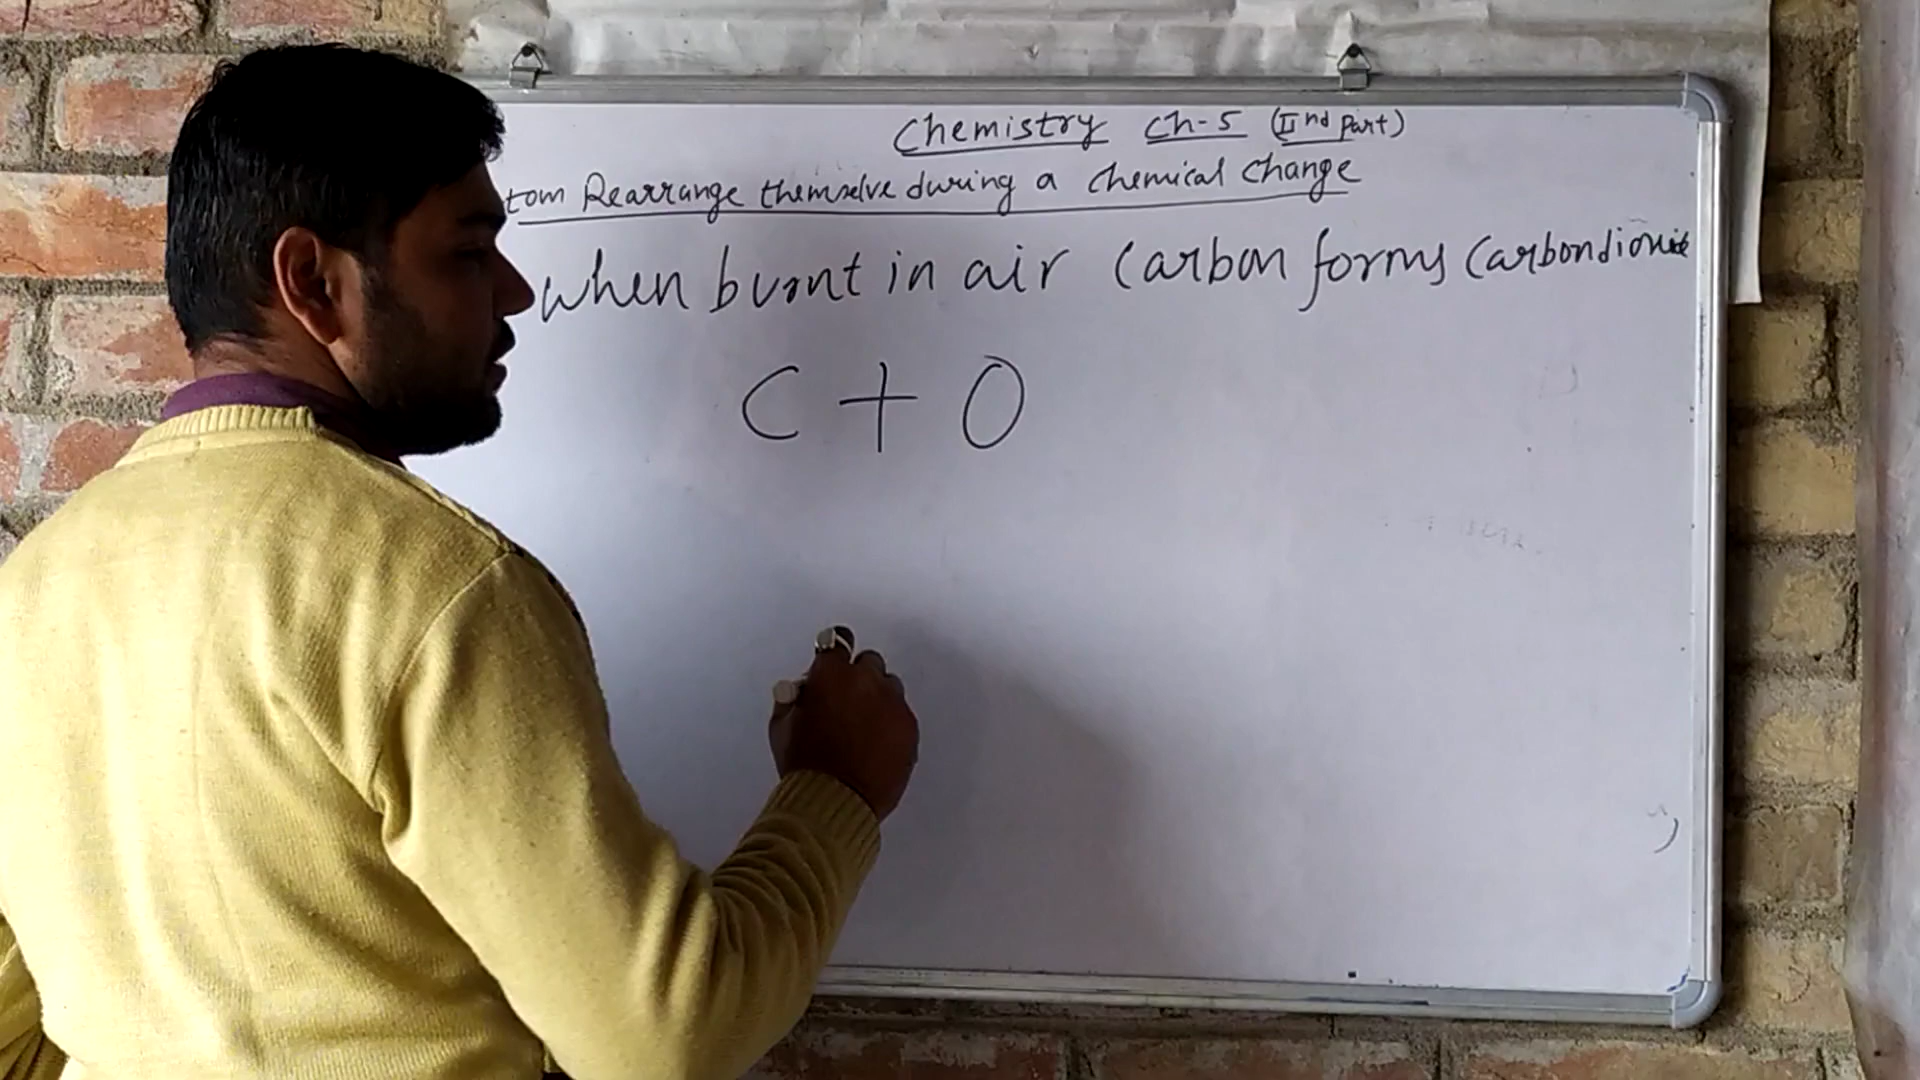 Chemistry Ch-5 (IInd Part)
tom Rearrange themselve during a chemical change
when burnt in air Carbon forms Carbondioxide
C + O